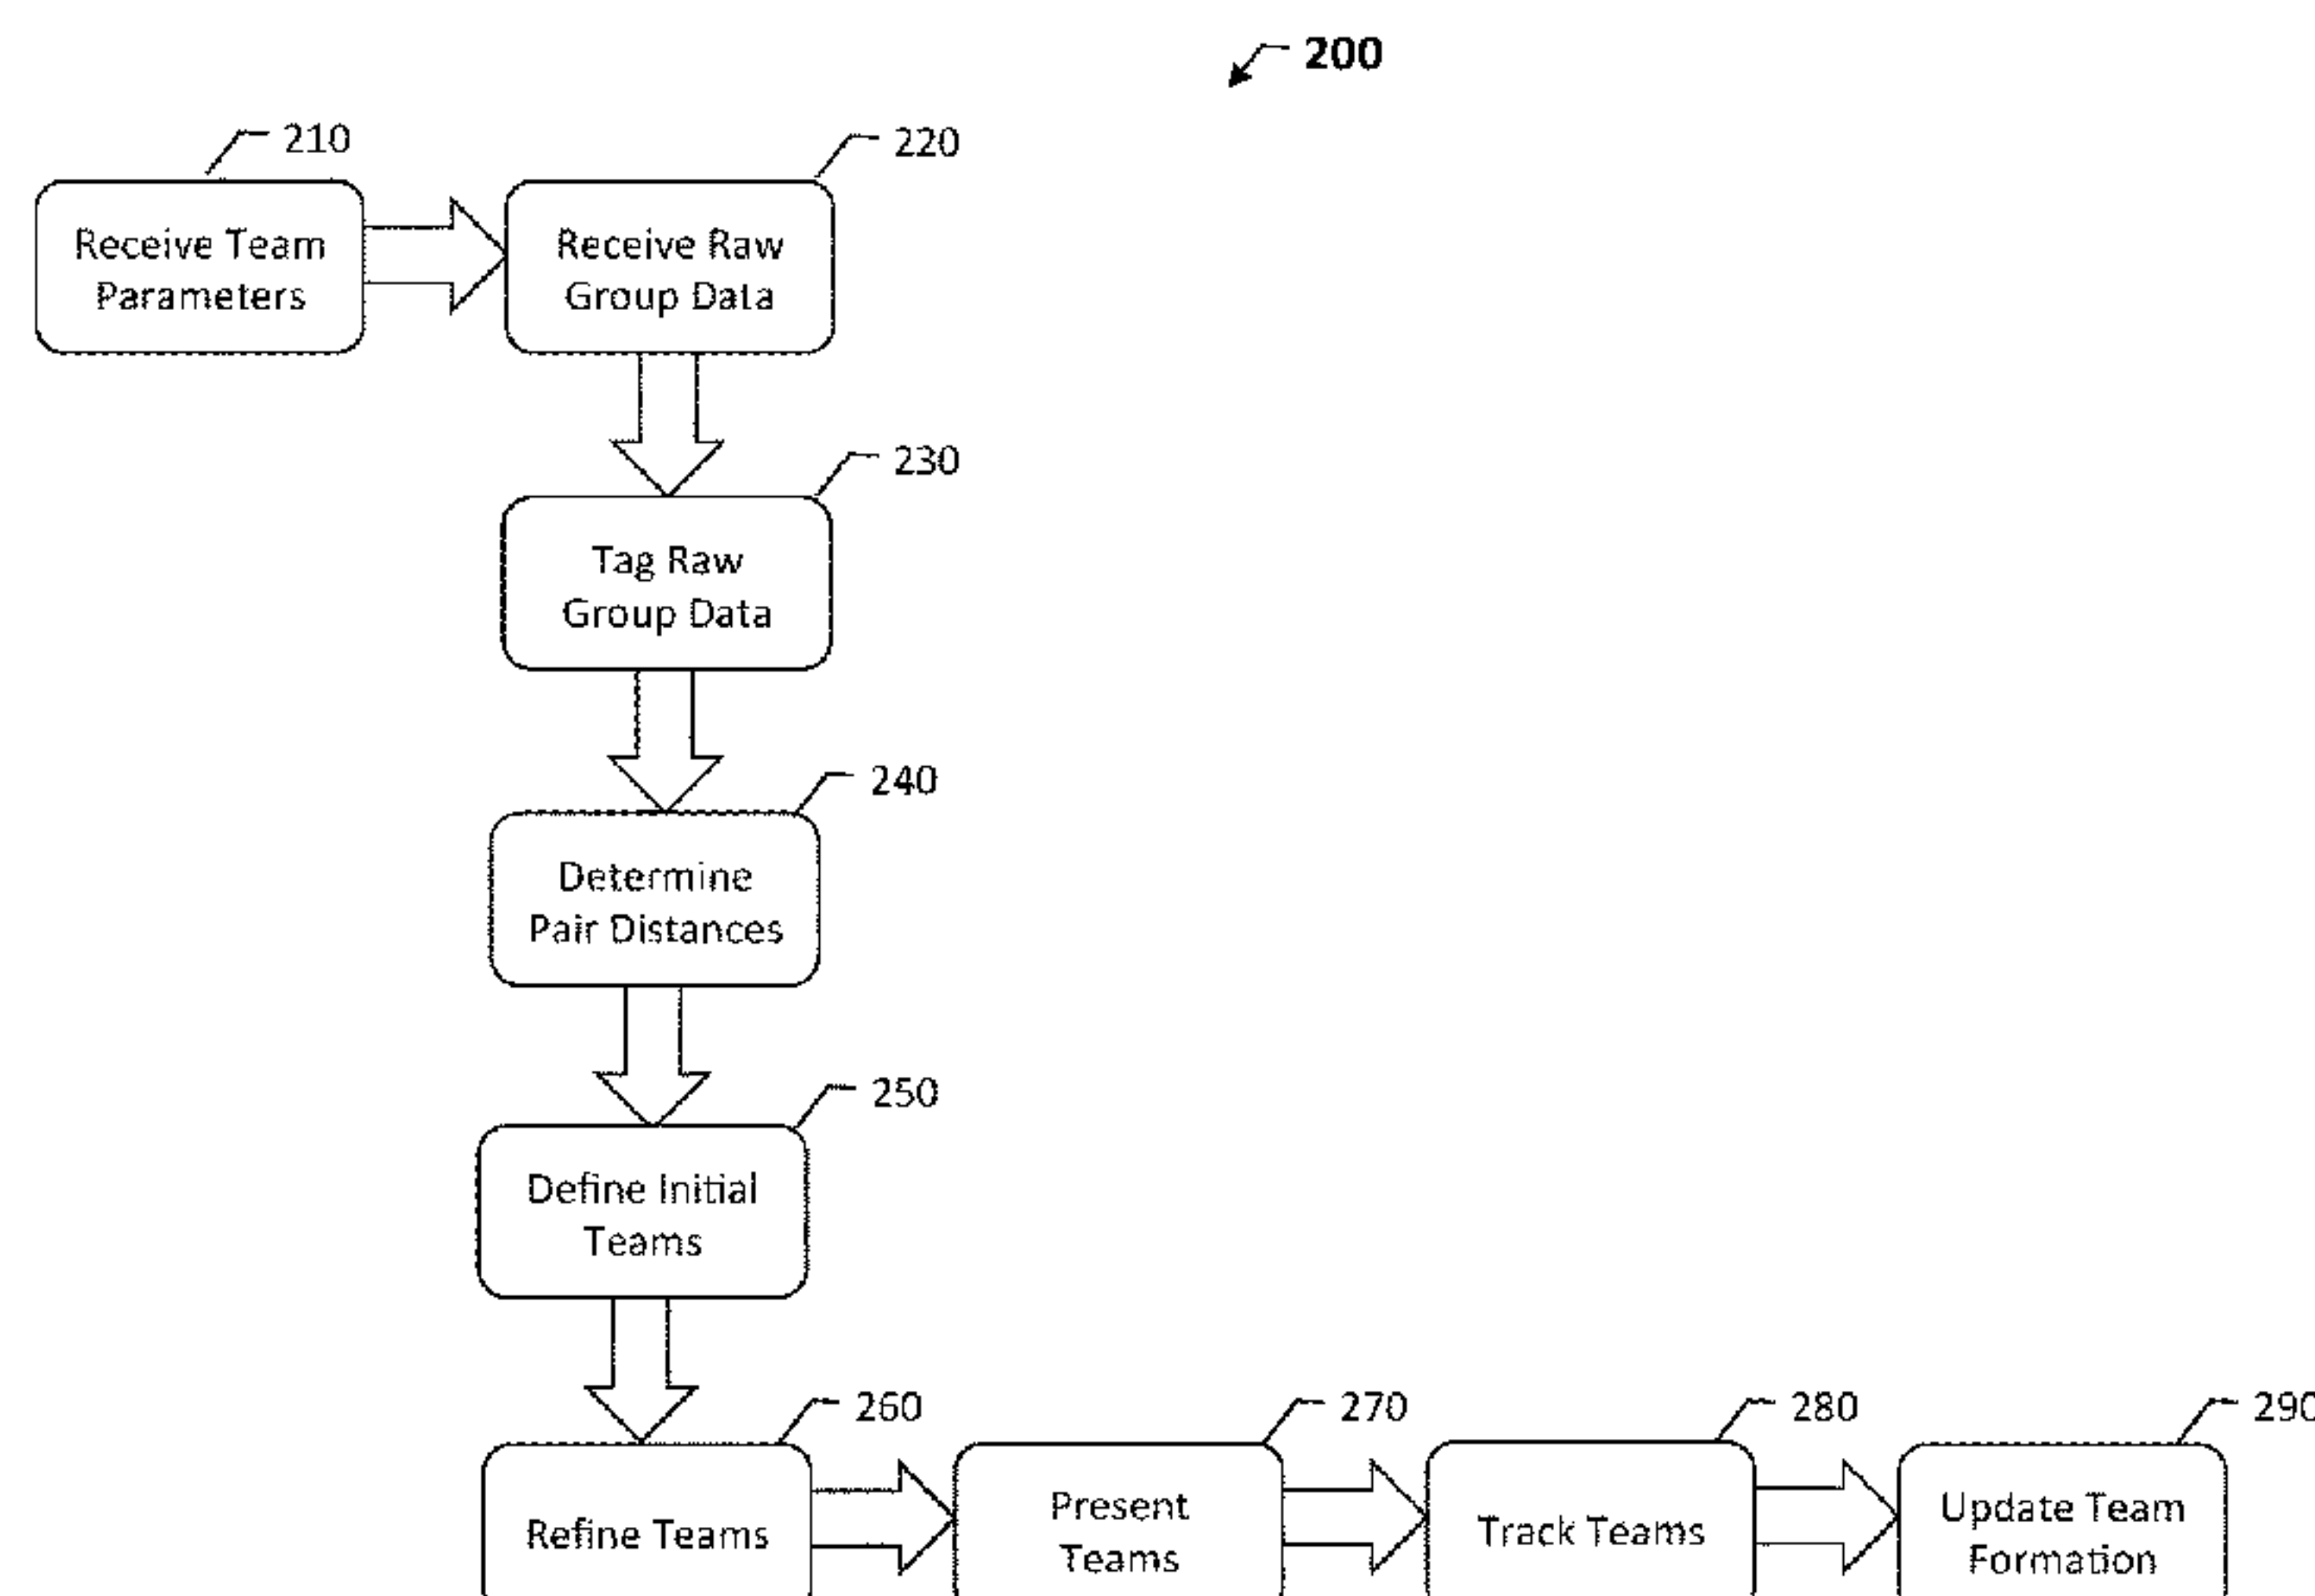 200
210
220
Receive Team
Parameters
Receive Raw
Group Data
230
Tag Raw
Group Data
240
Determine
Pair Distances
250
Define Initial
Teams
260
270
280
290
Refine Teams
Present
Teams
Track Teams
Update Team
Formation